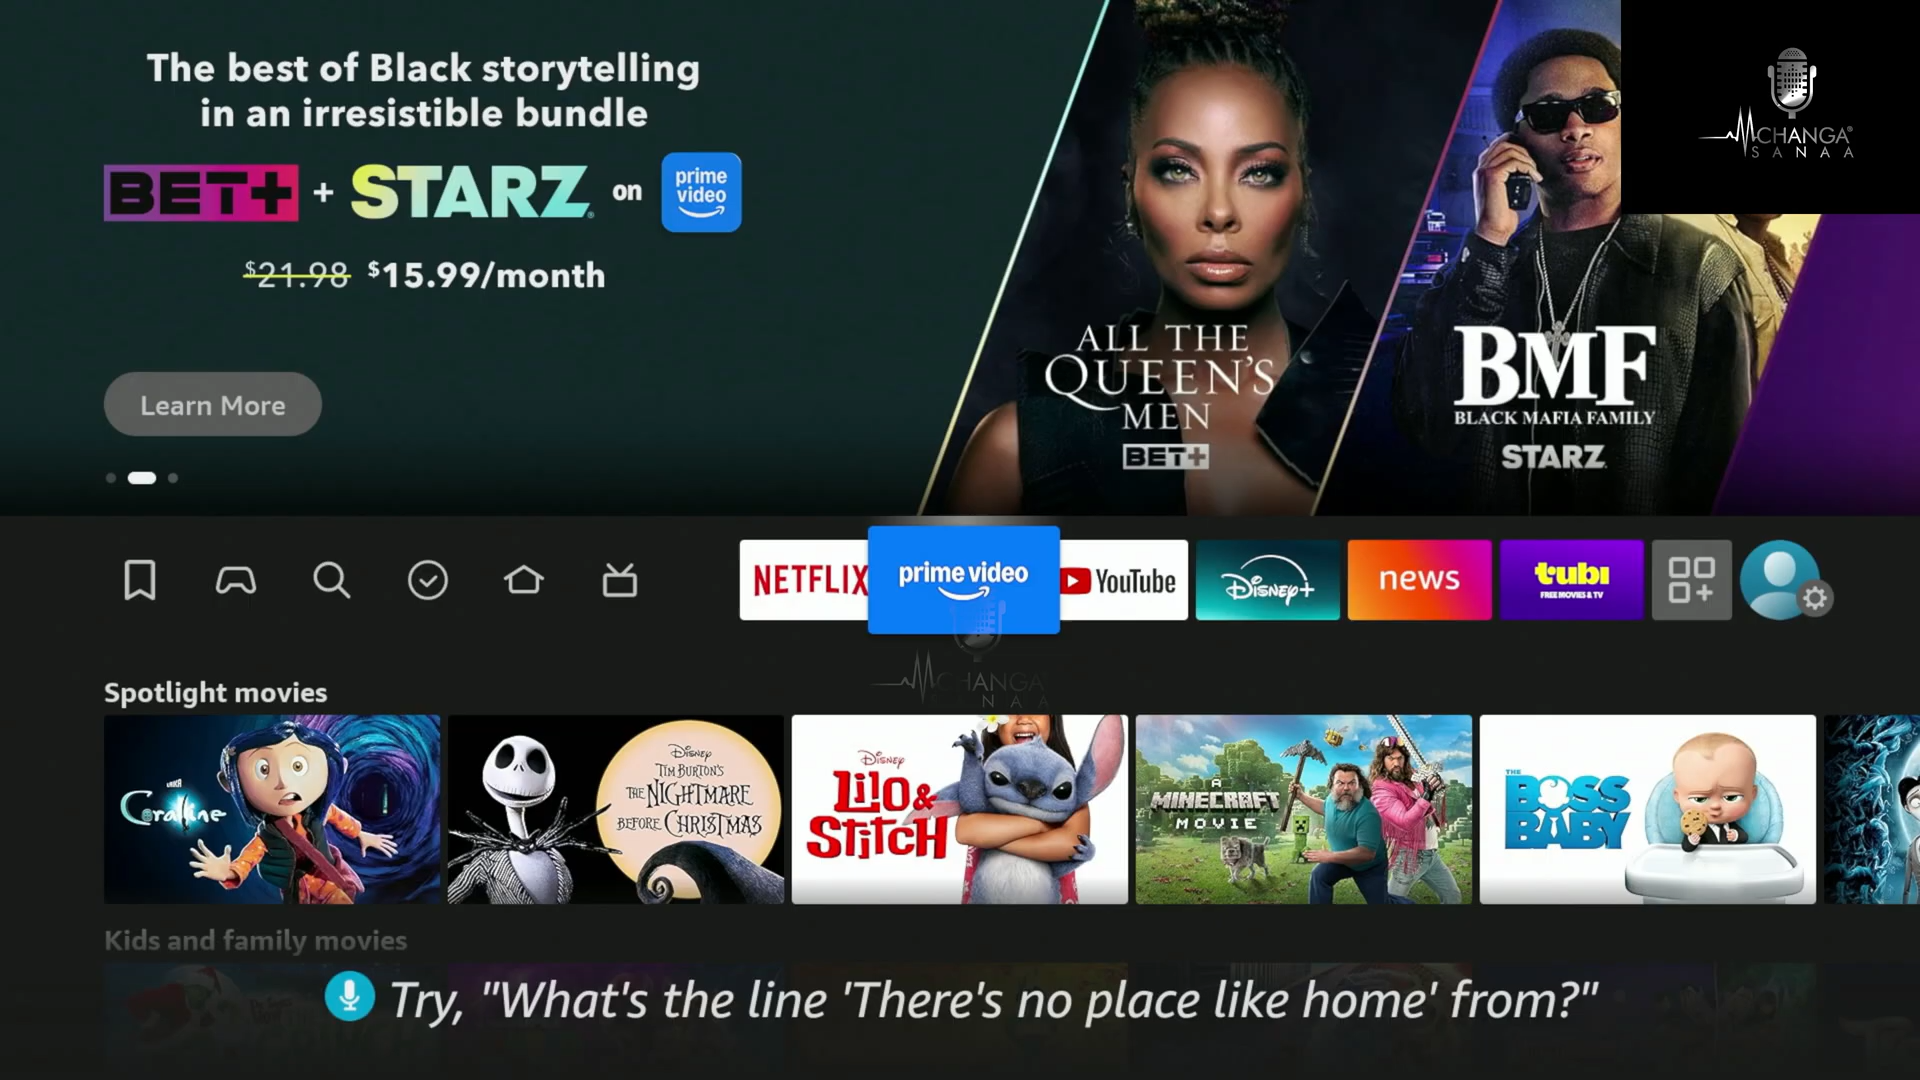 The best of Black storytelling
in an irresistible bundle
BET+ + STARZ on prime video
$21.98 $15.99/month
Learn More
ALL THE
QUEEN'S
MEN
BET+
BMF
BLACK MAFIA FAMILY
STARZ
MCHANGA®
SANAA
NETFLIX
prime video
YouTube
Disney+
news
tubi
FREE MOVIES & TV
CHANGA
Spotlight movies
LAIKA
Coraline
Disney
TIM BURTON'S
THE NIGHTMARE
BEFORE CHRISTMAS
Disney
LILO &
STITCH
A
MINECRAFT
MOVIE
THE
BOSS
BABY
Kids and family movies
Try, "What's the line 'There's no place like home' from?"